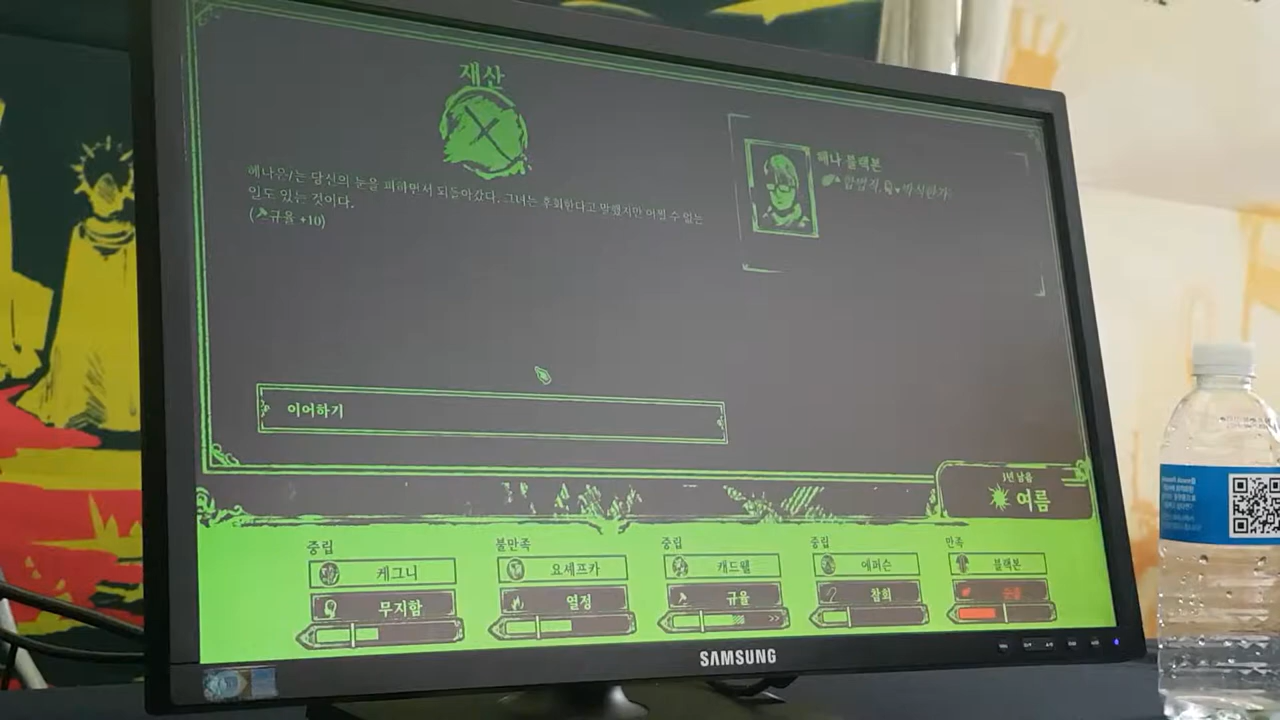 재산
헤나은/는 당신의 눈을 피하면서 되돌아갔다. 그녀는 후회한다고 말했지만 어쩔 수 없는
일도 있는 것이다.
(규율 +10)
헤나 블랙본
합법적,
이어하기
1년 남음
여름
중립
불만족
중립
중립
만족
케그니
요세프카
캐드웰
에퍼슨
블랙본
무지함
열정
규율
참회
SAMSUNG